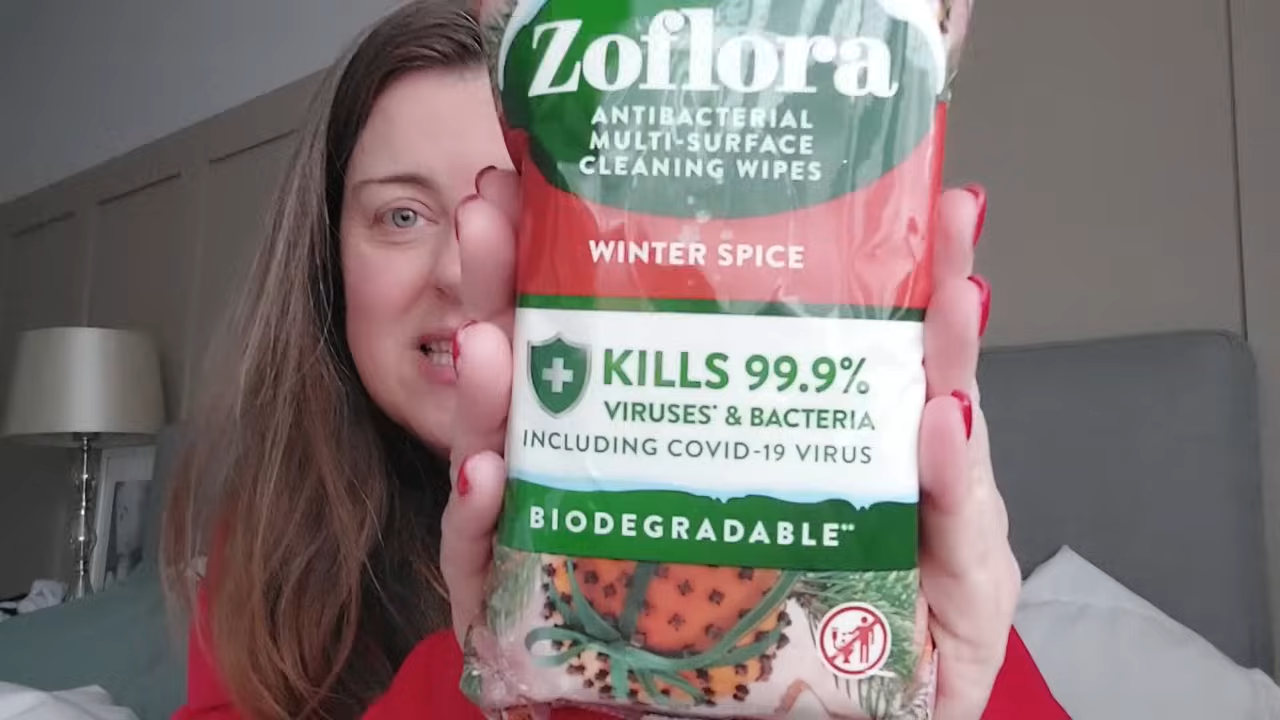 Zoflora
ANTIBACTERIAL
MULTI-SURFACE
CLEANING WIPES
WINTER SPICE
KILLS 99.9%
VIRUSES* & BACTERIA
INCLUDING COVID-19 VIRUS
BIODEGRADABLE**